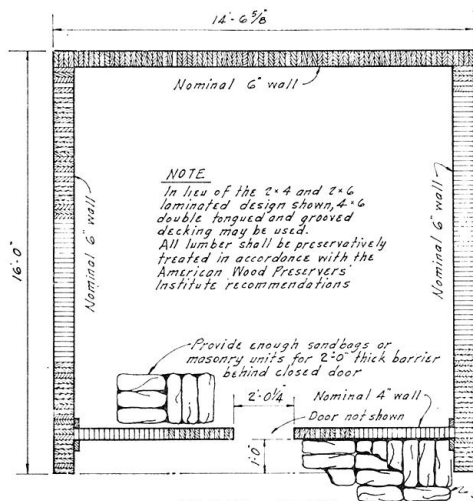 14'-6 5/8"
Nominal 6" wall
16'-0"
Nominal 6" wall
Nominal 6" wall
NOTE
In lieu of the 2×4 and 2×6
laminated design shown, 4×6
double tongued and grooved
decking may be used.
All lumber shall be preservatively
treated in accordance with the
American Wood Preservers'
Institute recommendations
Provide enough sandbags or
masonry units for 2'-0" thick barrier
behind closed door
2'-0 1/4"
Nominal 4" wall
Door not shown
1'-0"